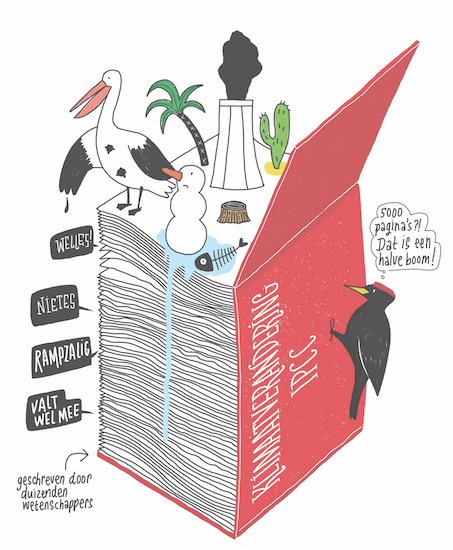 WELLES!
NIETES
RAMPZALIG
VALT
WEL MEE
geschreven door
duizenden
wetenschappers
KLIMAATVERANDERING
IPCC
5000
pagina's?!
Dat is een
halve boom!